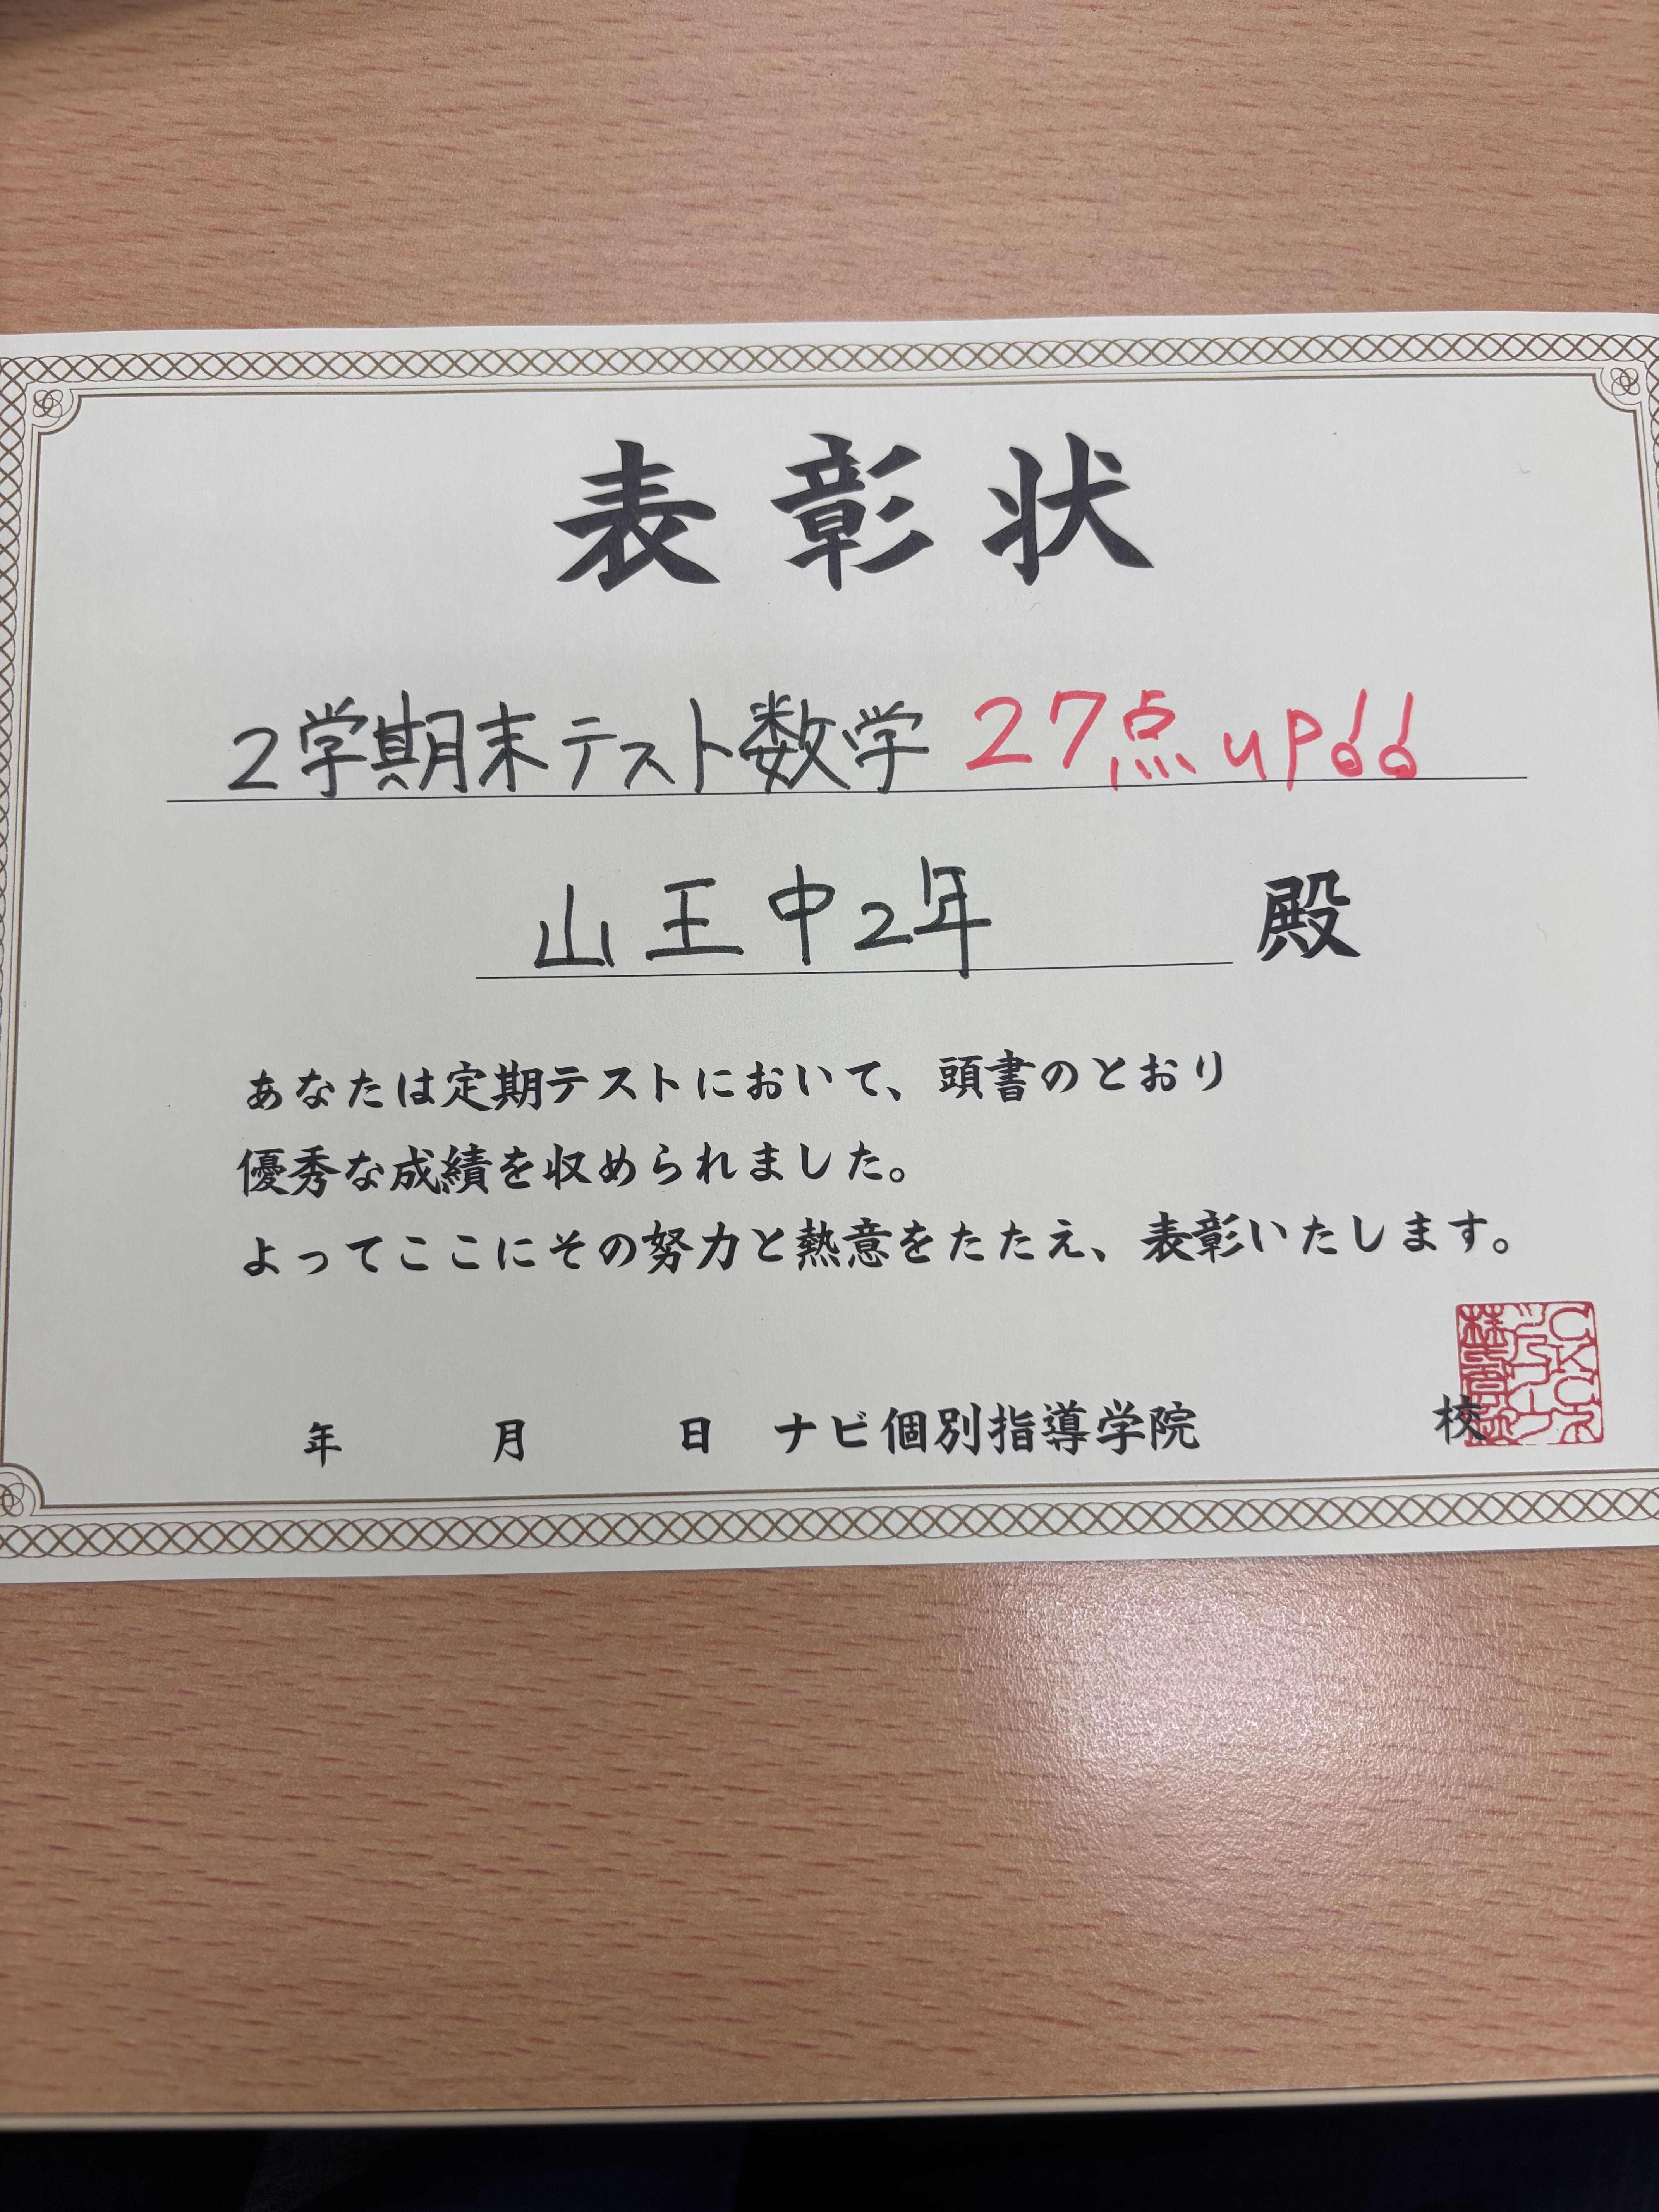 表彰状
2学期末テスト数学 27点up!!
山王中2年 殿
あなたは定期テストにおいて、頭書のとおり
優秀な成績を収められました。
よってここにその努力と熱意をたたえ、表彰いたします。
年 月 日 ナビ個別指導学院 校